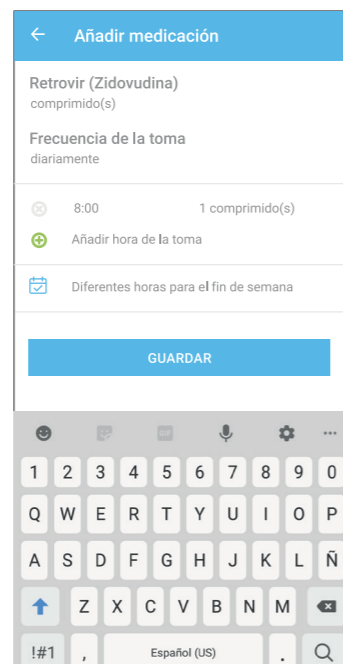 Añadir medicación
Retrovir (Zidovudina)
comprimido(s)
Frecuencia de la toma
diariamente
8:00 1 comprimido(s)
Añadir hora de la toma
Diferentes horas para el fin de semana
GUARDAR
GIF
1 2 3 4 5 6 7 8 9 0
Q W E R T Y U I O P
A S D F G H J K L Ñ
Z X C V B N M
!#1 , Español (US) .